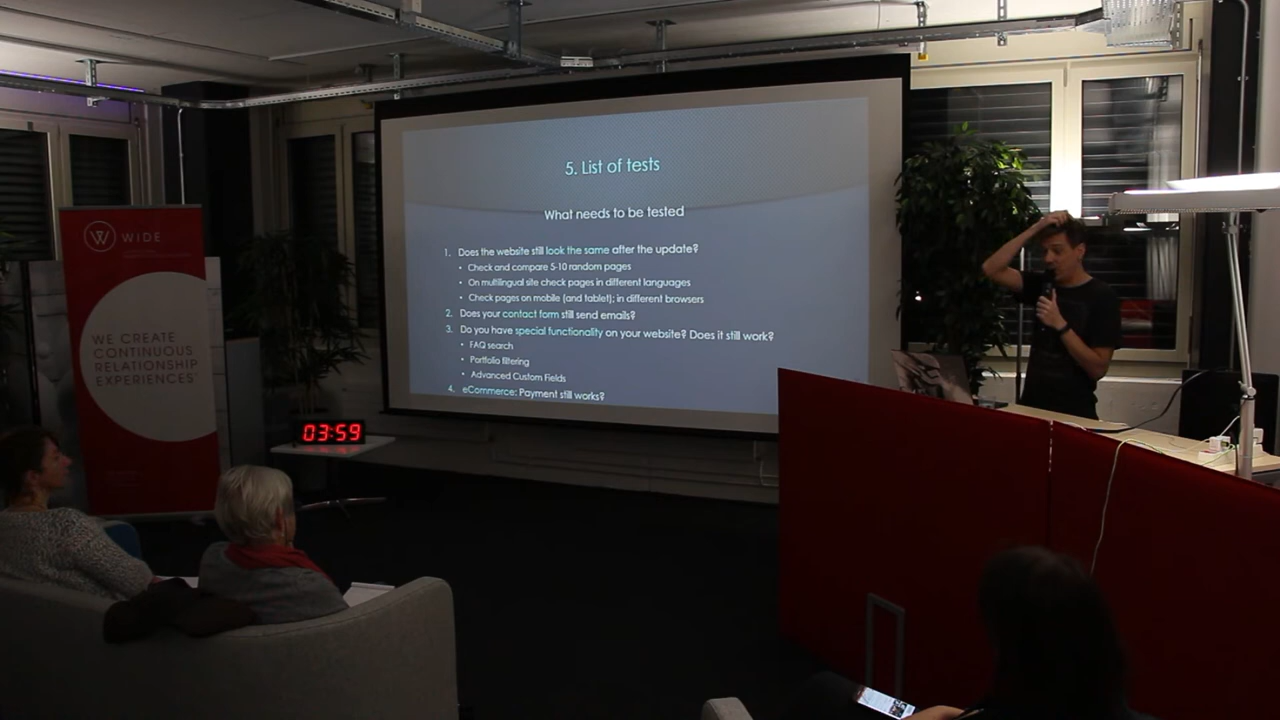 5. List of tests
What needs to be tested
1. Does the website still look the same after the update?
• Check and compare 5-10 random pages
• On multilingual site check pages in different languages
• Check pages on mobile (and tablet); in different browsers
2. Does your contact form still send emails?
3. Do you have special functionality on your website? Does it still work?
• FAQ search
• Portfolio filtering
• Advanced Custom Fields
4. eCommerce: Payment still works?
W WIDE
WE CREATE
CONTINUOUS
RELATIONSHIP
EXPERIENCES
03:59